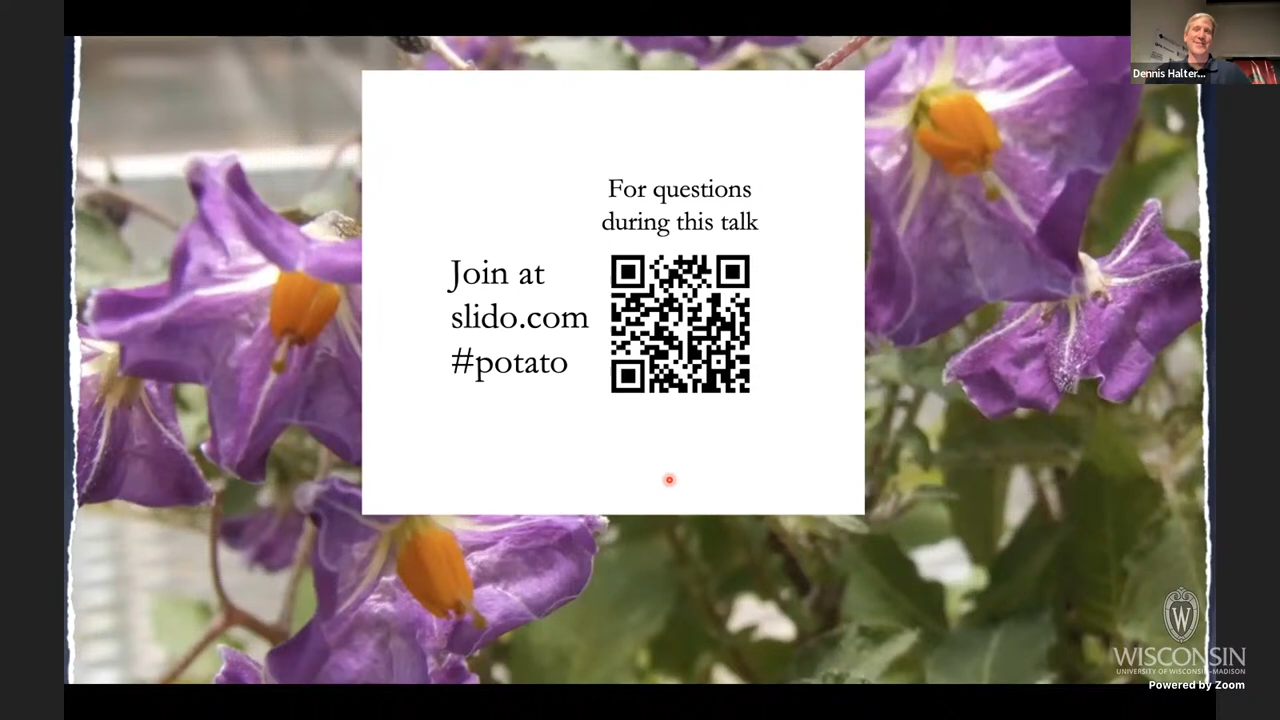 Dennis Halter...
For questions
during this talk
Join at
slido.com
#potato
W
WISCONSIN
UNIVERSITY OF WISCONSIN–MADISON
Powered by Zoom